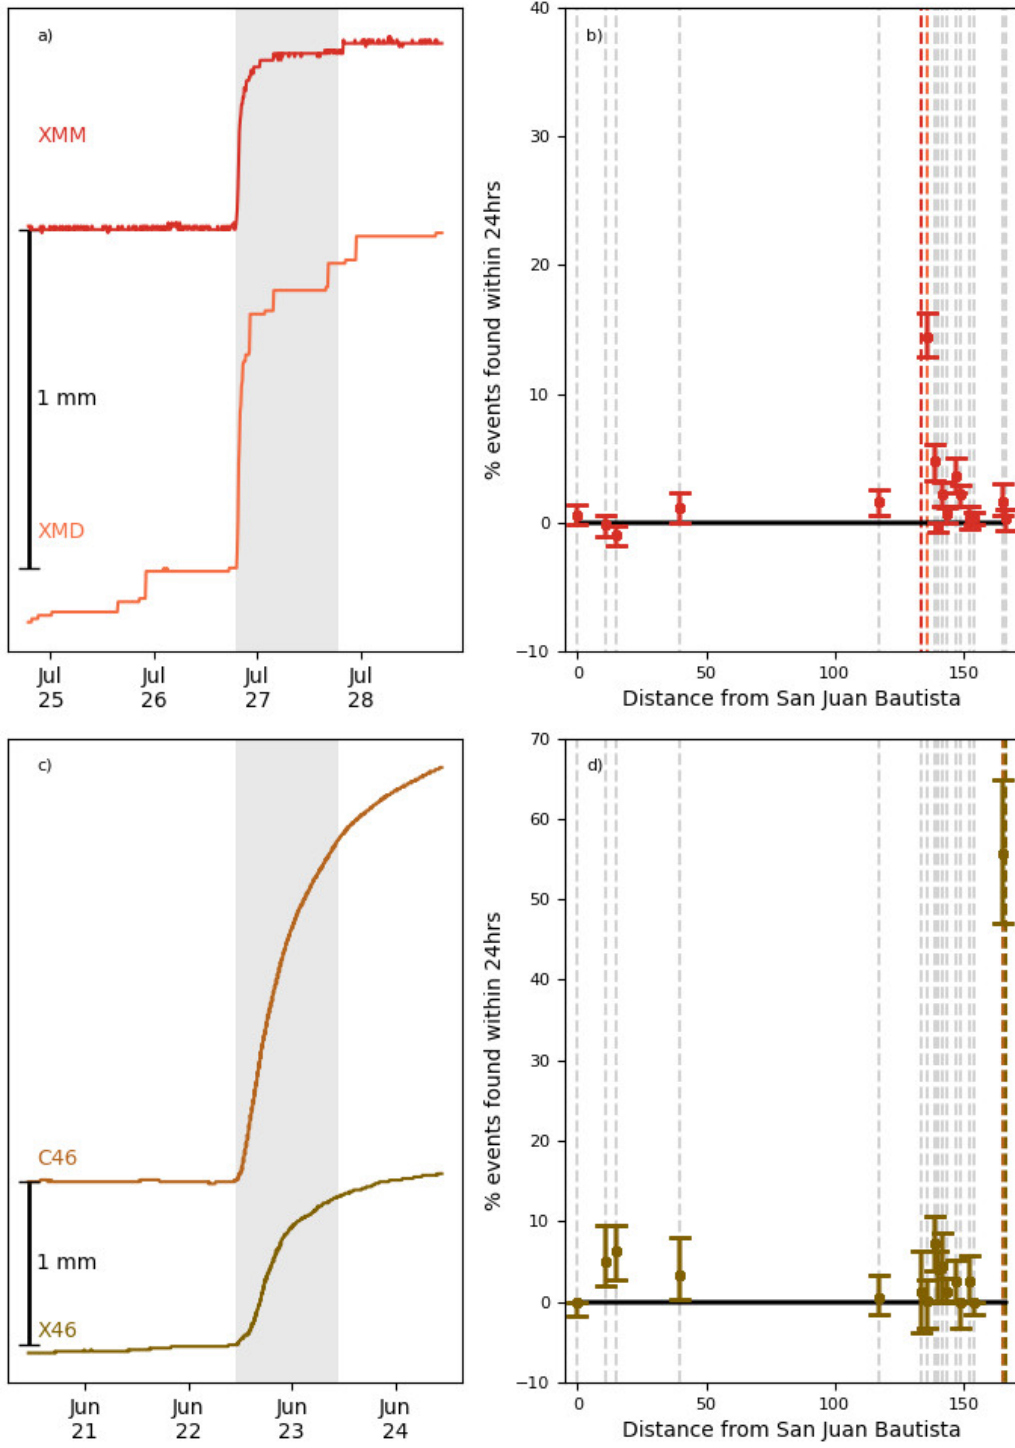 a)
XMM
1 mm
XMD
Jul
25
Jul
26
Jul
27
Jul
28
b)
% events found within 24hrs
40
30
20
10
0
−10
0
50
100
150
Distance from San Juan Bautista
c)
C46
1 mm
X46
Jun
21
Jun
22
Jun
23
Jun
24
d)
% events found within 24hrs
70
60
50
40
30
20
10
0
−10
0
50
100
150
Distance from San Juan Bautista